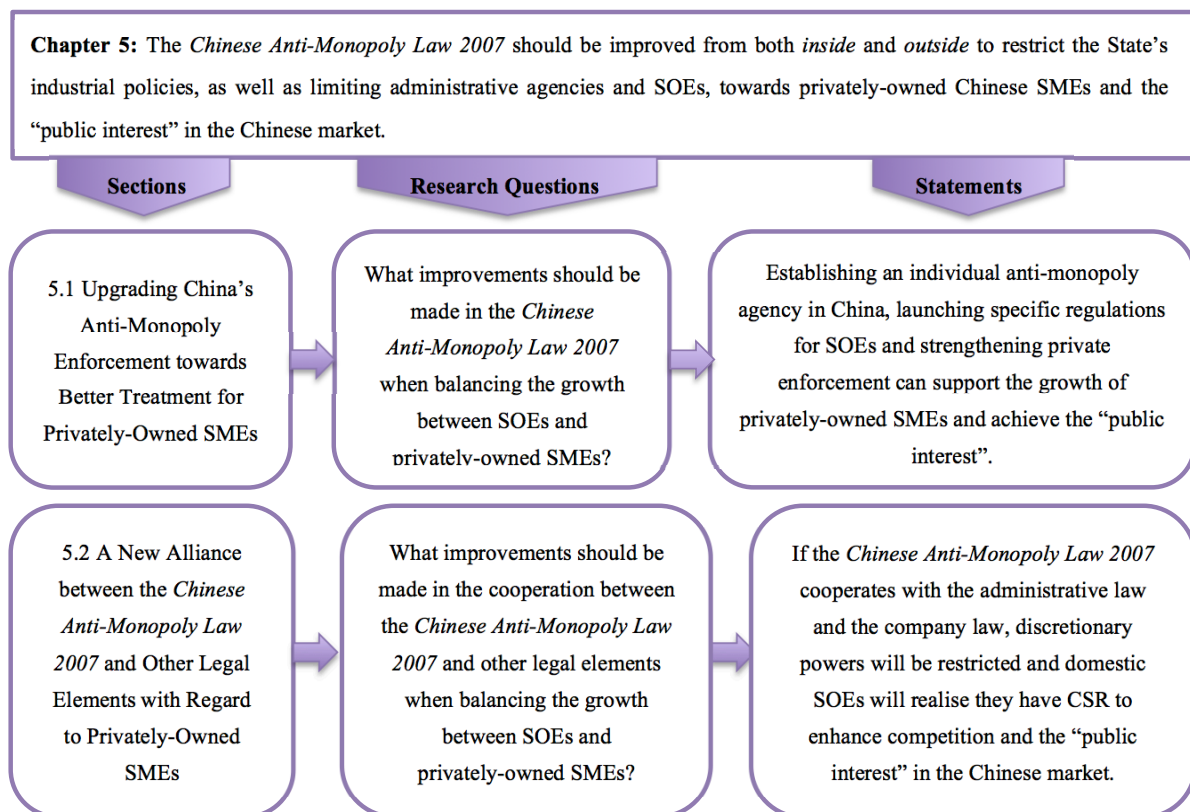 Chapter 5: The Chinese Anti-Monopoly Law 2007 should be improved from both inside and outside to restrict the State's
industrial policies, as well as limiting administrative agencies and SOEs, towards privately-owned Chinese SMEs and the
“public interest” in the Chinese market.
Sections
Research Questions
Statements
5.1 Upgrading China's
Anti-Monopoly
Enforcement towards
Better Treatment for
Privately-Owned SMEs
What improvements should be
made in the Chinese
Anti-Monopoly Law 2007
when balancing the growth
between SOEs and
privately-owned SMEs?
Establishing an individual anti-monopoly
agency in China, launching specific regulations
for SOEs and strengthening private
enforcement can support the growth of
privately-owned SMEs and achieve the “public
interest”.
5.2 A New Alliance
between the Chinese
Anti-Monopoly Law
2007 and Other Legal
Elements with Regard
to Privately-Owned
SMEs
What improvements should be
made in the cooperation between
the Chinese Anti-Monopoly Law
2007 and other legal elements
when balancing the growth
between SOEs and
privately-owned SMEs?
If the Chinese Anti-Monopoly Law 2007
cooperates with the administrative law
and the company law, discretionary
powers will be restricted and domestic
SOEs will realise they have CSR to
enhance competition and the “public
interest” in the Chinese market.